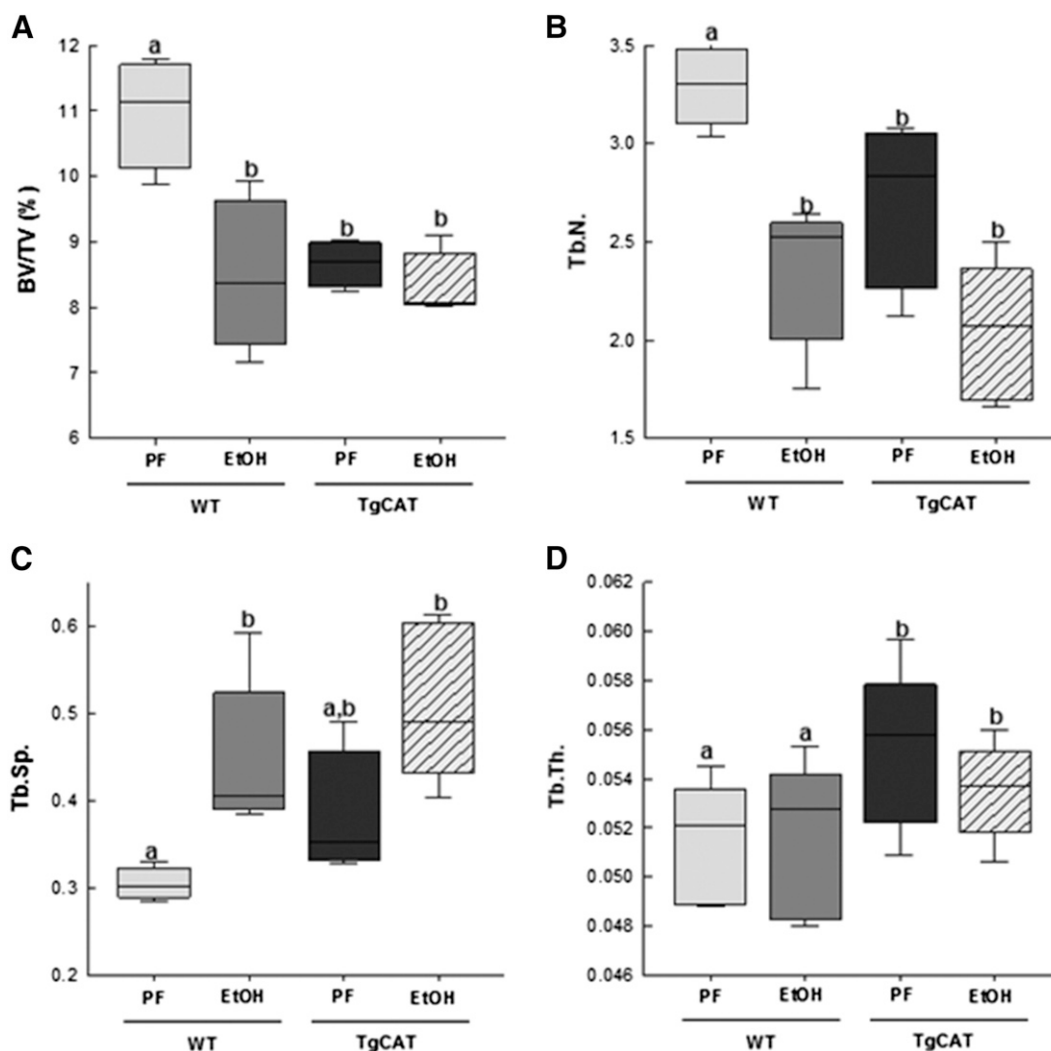 A
BV/TV (%)
12
11
10
9
8
7
6
a
b
b
b
PF
EtOH
PF
EtOH
WT
TgCAT
B
Tb.N.
3.5
3.0
2.5
2.0
1.5
a
b
b
b
PF
EtOH
PF
EtOH
WT
TgCAT
C
Tb.Sp.
0.6
0.5
0.4
0.3
0.2
a
b
a,b
b
PF
EtOH
PF
EtOH
WT
TgCAT
D
Tb.Th.
0.062
0.060
0.058
0.056
0.054
0.052
0.050
0.048
0.046
a
a
b
b
PF
EtOH
PF
EtOH
WT
TgCAT